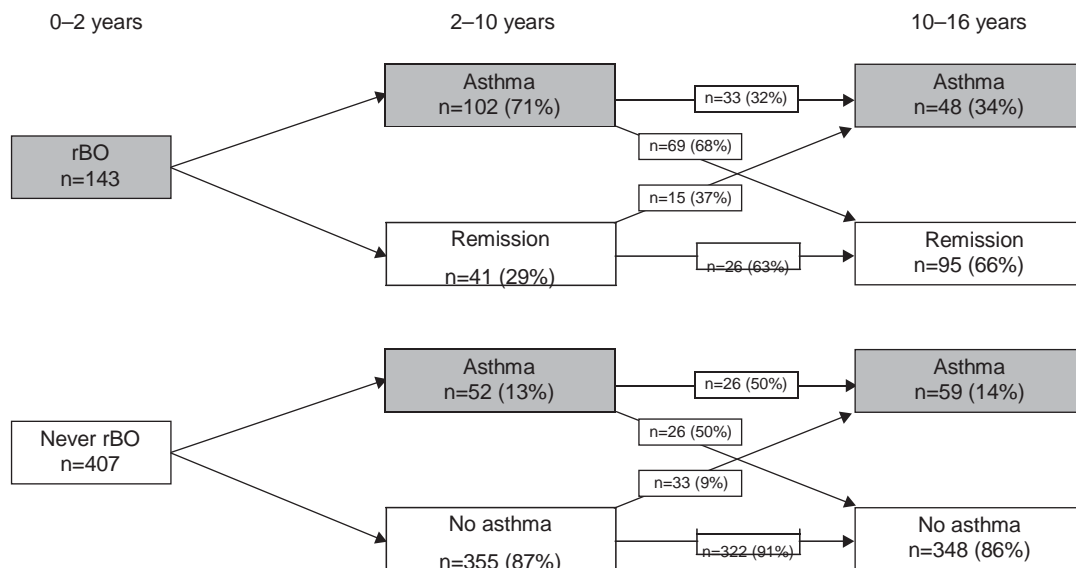 0–2 years
2–10 years
10–16 years
rBO
n=143
Asthma
n=102 (71%)
n=33 (32%)
n=69 (68%)
Asthma
n=48 (34%)
Remission
n=41 (29%)
n=15 (37%)
n=26 (63%)
Remission
n=95 (66%)
Never rBO
n=407
Asthma
n=52 (13%)
n=26 (50%)
n=26 (50%)
Asthma
n=59 (14%)
No asthma
n=355 (87%)
n=33 (9%)
n=322 (91%)
No asthma
n=348 (86%)